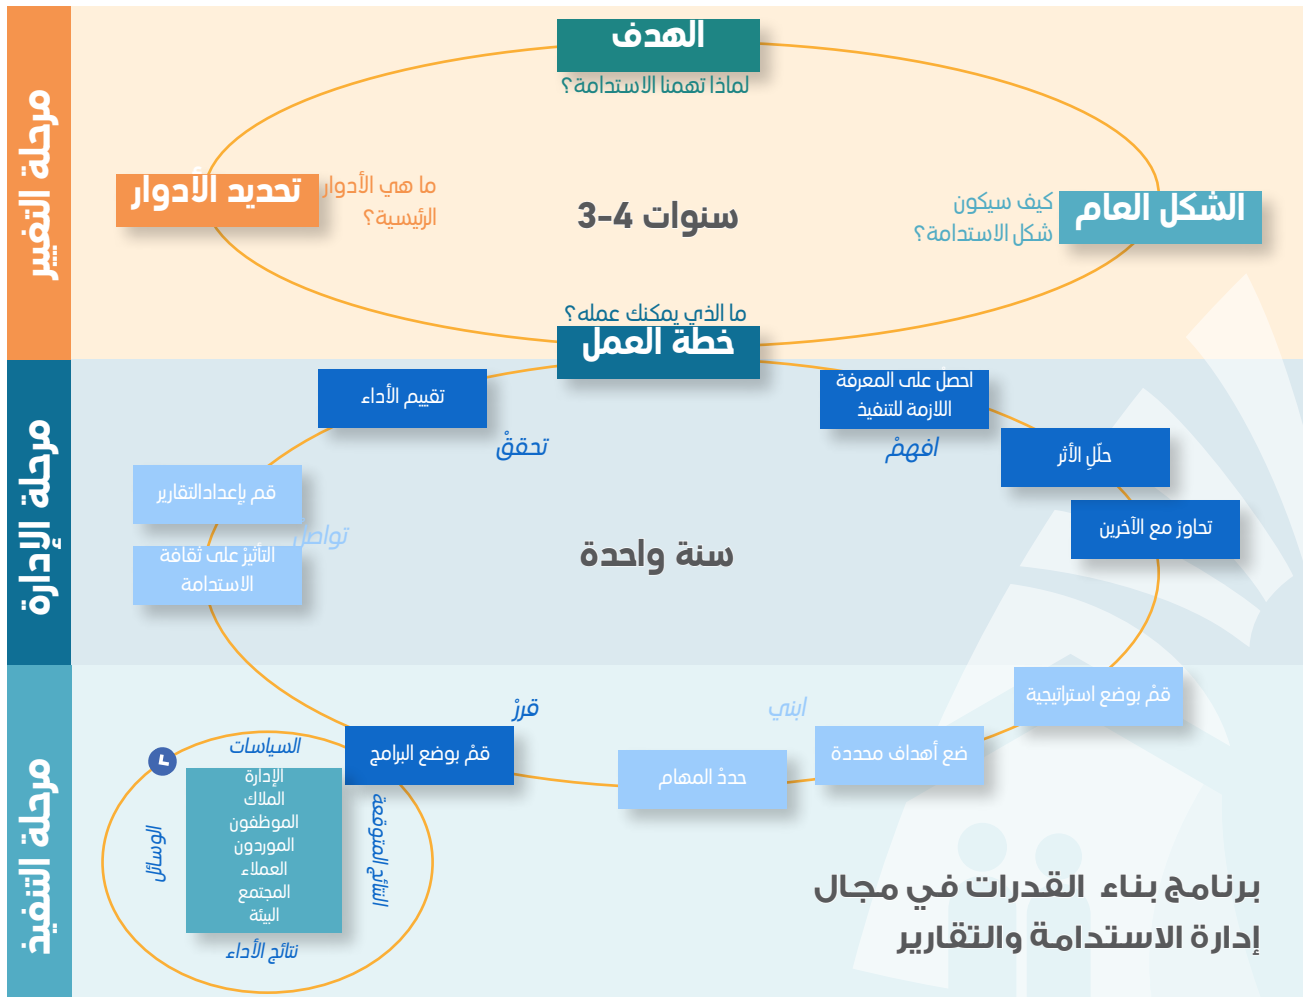 مرحلة التغيير
الهدف
لماذا تهمنا الاستدامة؟
الشكل العام
كيف سيكون
شكل الاستدامة؟
3-4 سنوات
تحديد الأدوار
ما هي الأدوار
الرئيسية؟
ما الذي يمكنك عمله؟
خطة العمل
مرحلة الإدارة
احصلْ على المعرفة
اللازمة للتنفيذ
افهمْ
حلّلِ الأثر
تحاورْ مع الآخرين
سنة واحدة
تقييم الأداء
تحققْ
قم بإعدادالتقارير
تواصل
التأثيرْ على ثقافة
الاستدامة
مرحلة التنفيذ
قمْ بوضع استراتيجية
ابني
ضع أهداف محددة
حددْ المهام
قررْ
قمْ بوضع البرامج
السياسات
الإدارة
الملاك
الموظفون
الموردون
العملاء
المجتمع
البيئة
النتائج المتوقعة
الوسائل
نتائج الأداء
برنامج بناء القدرات في مجال
إدارة الاستدامة والتقارير